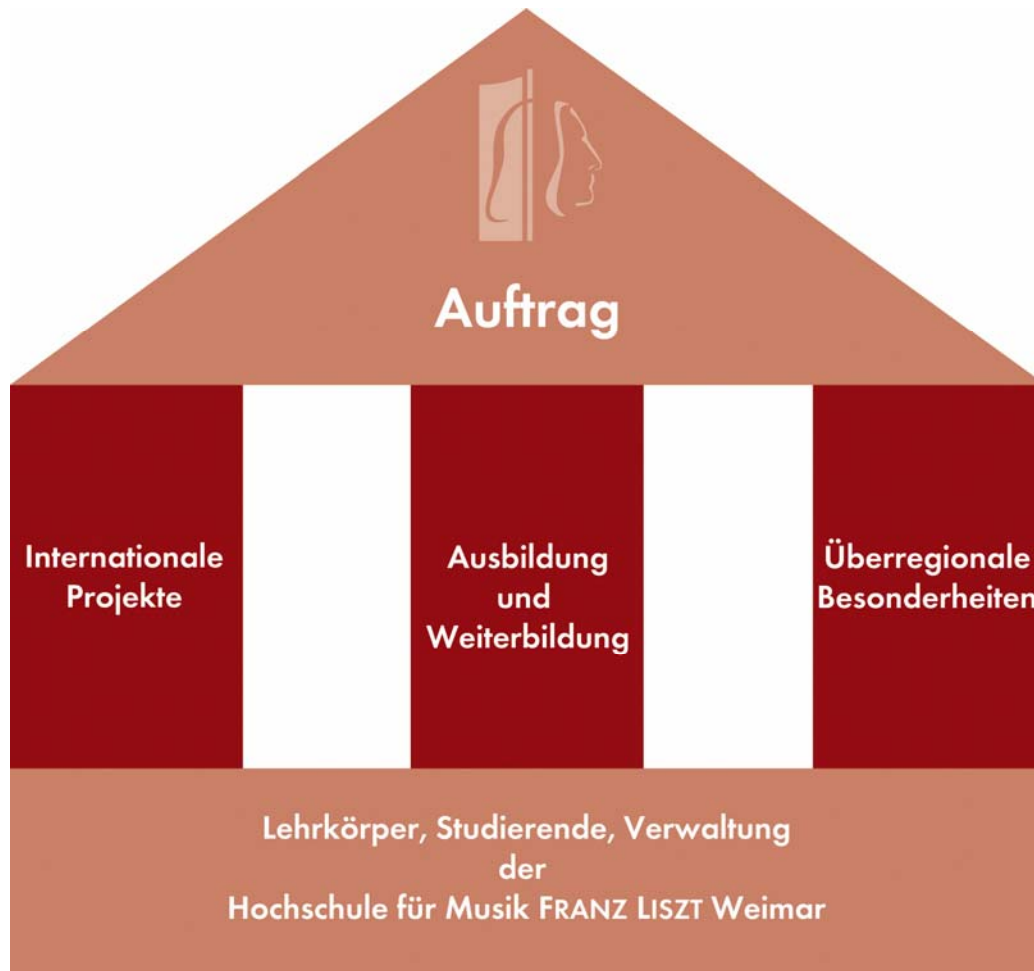 Auftrag
Internationale
Projekte
Ausbildung
und
Weiterbildung
Überregionale
Besonderheiten
Lehrkörper, Studierende, Verwaltung
der
Hochschule für Musik FRANZ LISZT Weimar